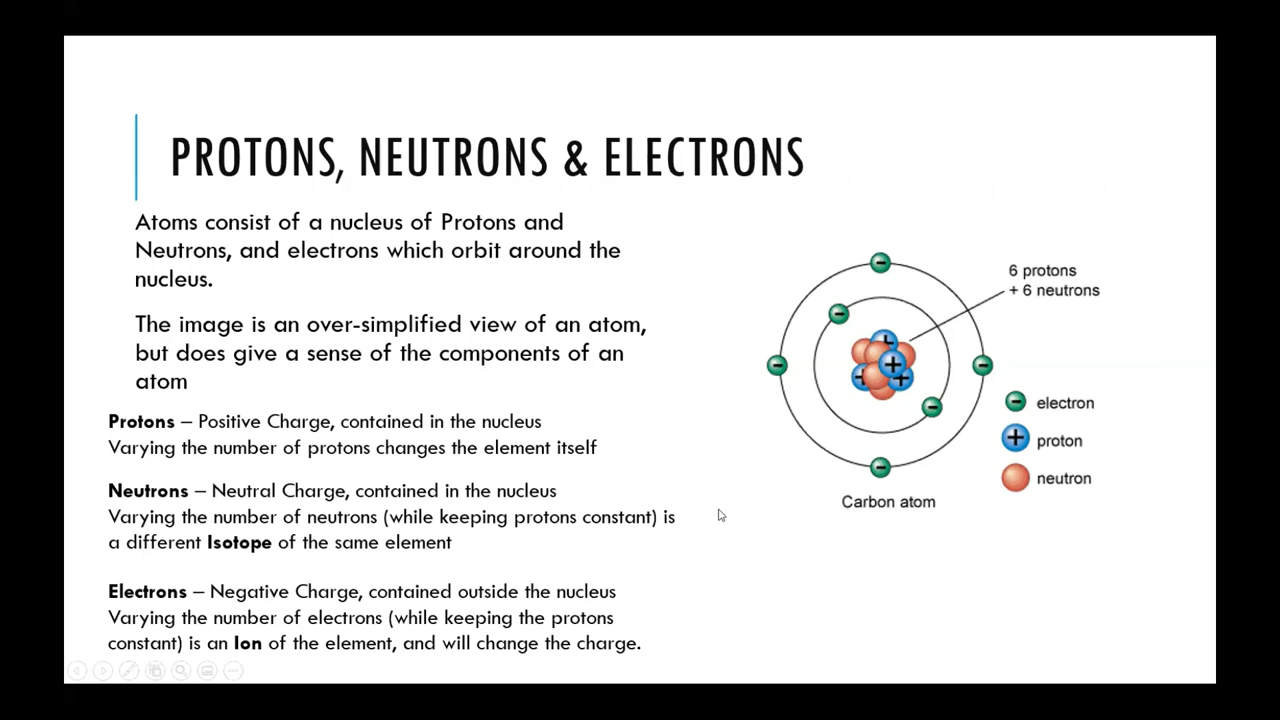 PROTONS, NEUTRONS & ELECTRONS
Atoms consist of a nucleus of Protons and
Neutrons, and electrons which orbit around the
nucleus.
The image is an over-simplified view of an atom,
but does give a sense of the components of an
atom
Protons – Positive Charge, contained in the nucleus
Varying the number of protons changes the element itself
Neutrons – Neutral Charge, contained in the nucleus
Varying the number of neutrons (while keeping protons constant) is
a different Isotope of the same element
Electrons – Negative Charge, contained outside the nucleus
Varying the number of electrons (while keeping the protons
constant) is an Ion of the element, and will change the charge.
6 protons
+ 6 neutrons
electron
proton
neutron
Carbon atom